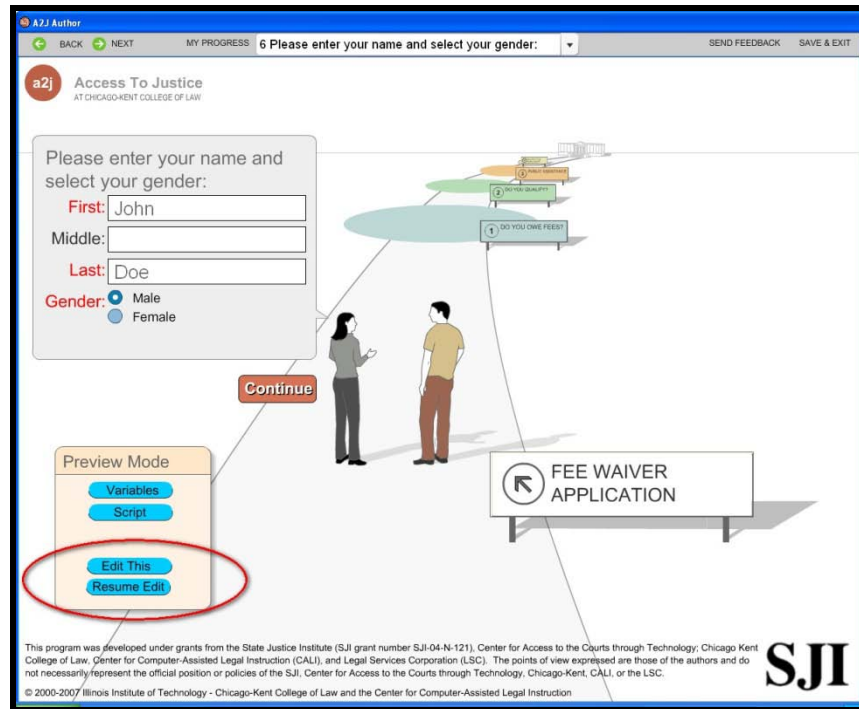 A2J Author
BACK NEXT MY PROGRESS 6 Please enter your name and select your gender: SEND FEEDBACK SAVE & EXIT
a2j Access To Justice
AT CHICAGO-KENT COLLEGE OF LAW
Please enter your name and
select your gender:
First: John
Middle:
Last: Doe
Gender: Male
Female
Continue
3 PUBLIC ASSISTANCE
2 DO YOU QUALIFY?
1 DO YOU OWE FEES?
FEE WAIVER
APPLICATION
Preview Mode
Variables
Script
Edit This
Resume Edit
This program was developed under grants from the State Justice Institute (SJI grant number SJI-04-N-121), Center for Access to the Courts through Technology; Chicago Kent
College of Law, Center for Computer-Assisted Legal Instruction (CALI), and Legal Services Corporation (LSC). The points of view expressed are those of the authors and do
not necessarily represent the official position or policies of the SJI, Center for Access to the Courts through Technology, Chicago-Kent, CALI, or the LSC.
© 2000-2007 Illinois Institute of Technology - Chicago-Kent College of Law and the Center for Computer-Assisted Legal Instruction
SJI